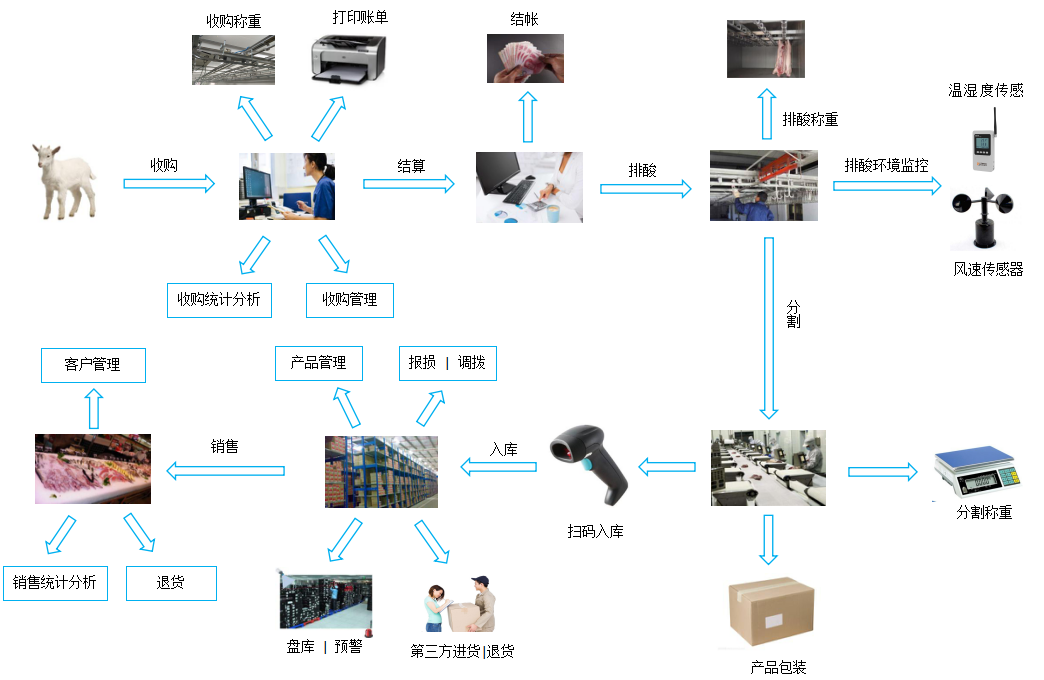 收购称重
打印账单
结帐
排酸称重
温湿度传感
收购
结算
排酸
排酸环境监控
风速传感器
收购统计分析
收购管理
分割
客户管理
产品管理
报损 | 调拨
销售
入库
扫码入库
分割称重
销售统计分析
退货
盘库 | 预警
第三方进货|退货
产品包装